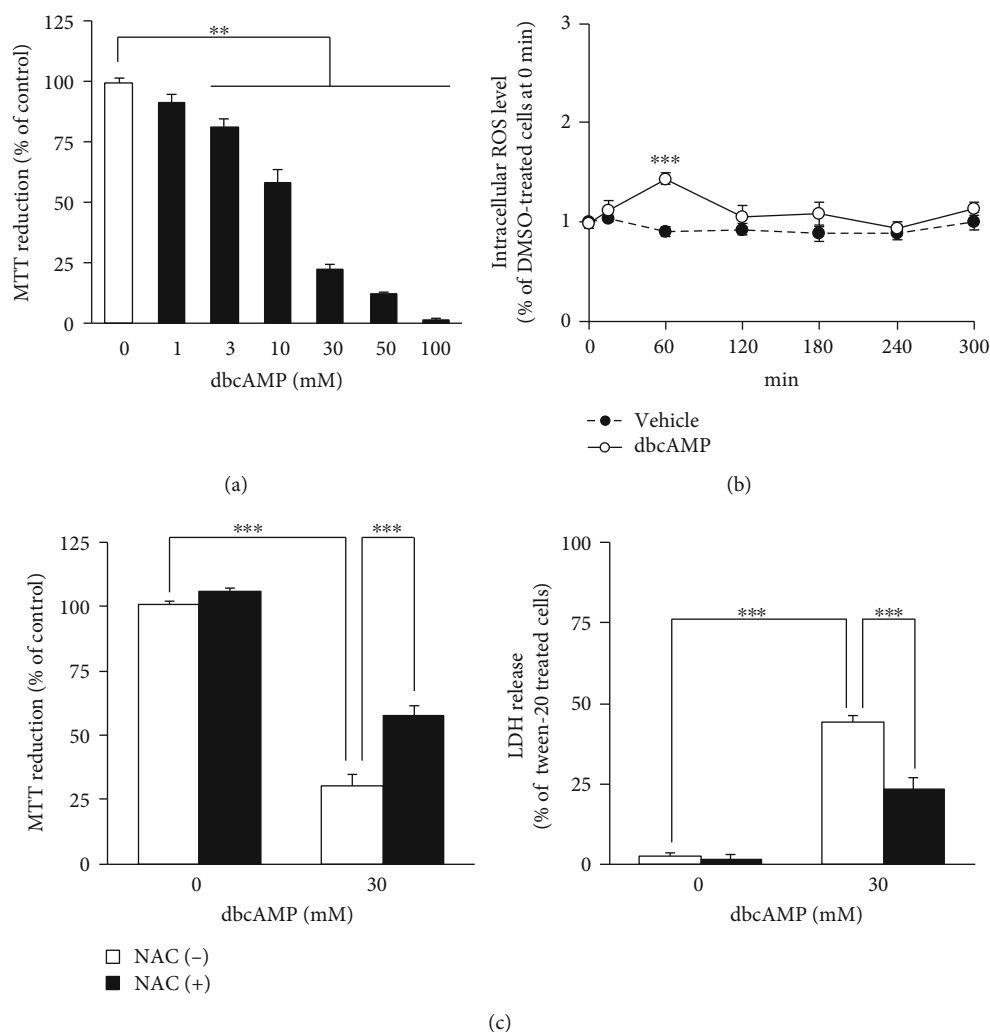 125
100
75
50
25
0
MTT reduction (% of control)
**
0 1 3 10 30 50 100
dbcAMP (mM)
(a)
3
2
1
0
Intracellular ROS level
(% of DMSO-treated cells at 0 min)
***
0 60 120 180 240 300
min
Vehicle
dbcAMP
(b)
125
100
75
50
25
0
MTT reduction (% of control)
*** ***
0 30
dbcAMP (mM)
NAC (–)
NAC (+)
100
75
50
25
0
LDH release
(% of tween-20 treated cells)
*** ***
0 30
dbcAMP (mM)
(c)